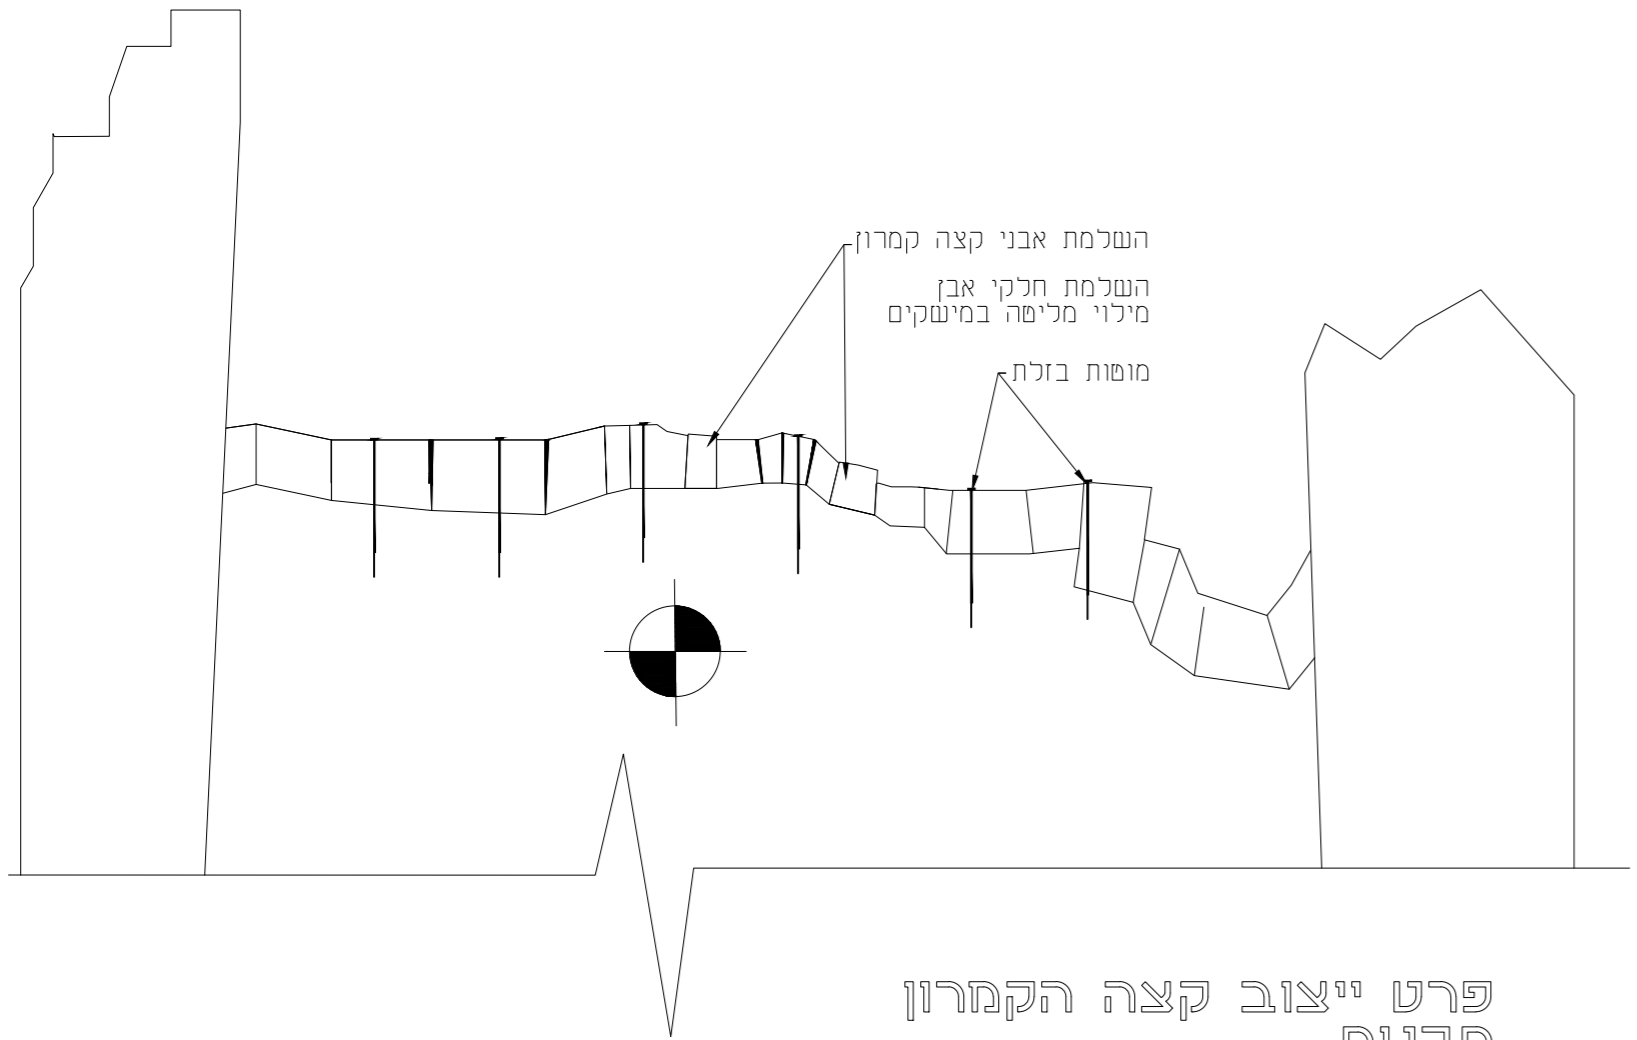 השלמת אבני קצה קמרון
השלמת חלקי אבן
מילוי מליטה במישקים
מוטות בזלת
פרט ייצוב קצה הקמרון